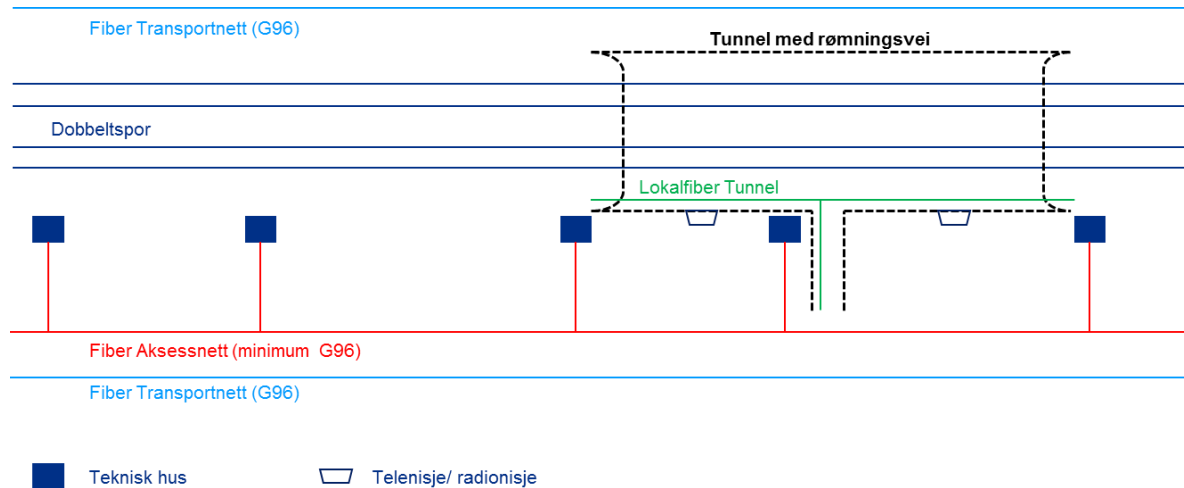 Fiber Transportnett (G96)
Tunnel med rømningsvei
Dobbeltspor
Lokalfiber Tunnel
Fiber Aksessnett (minimum G96)
Fiber Transportnett (G96)
Teknisk hus
Telenisje/ radionisje